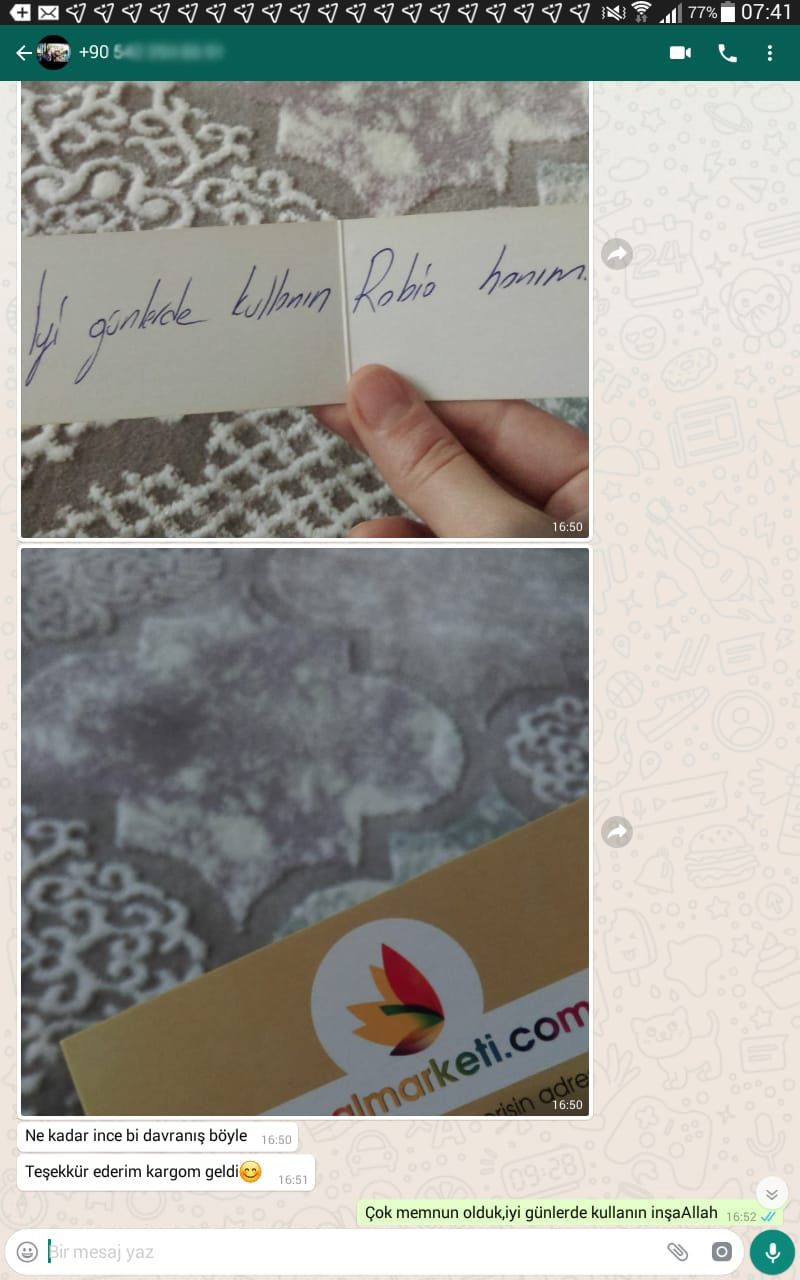 77% 07:41
+90
İyi günlerde kullanın Rabia hanım.
16:50
almarketi.com
16:50
Ne kadar ince bi davranış böyle 16:50
Teşekkür ederim kargom geldi😊 16:51
Çok memnun olduk,iyi günlerde kullanın inşaAllah 16:52
Bir mesaj yaz